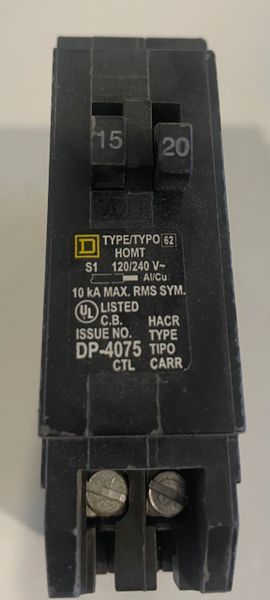 15 20
D TYPE/TYPO 62
HOMT
S1 120/240 V~
Al/Cu
10 kA MAX. RMS SYM.
UL LISTED
C.B. HACR
ISSUE NO. TYPE
DP-4075 TIPO
CTL CARR